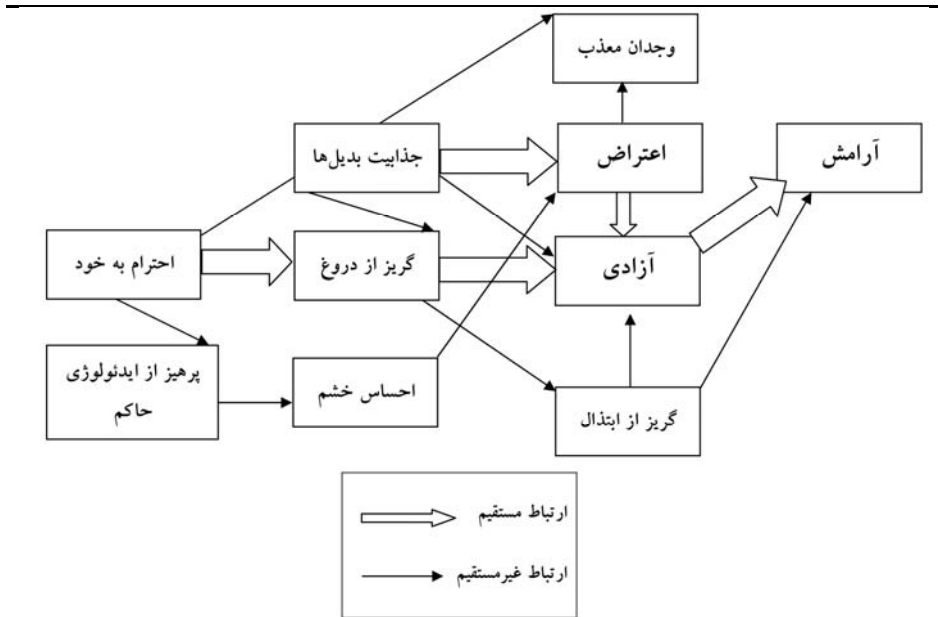 وجدان معذب
جذابیت بدیل‌ها
اعتراض
آرامش
احترام به خود
گریز از دروغ
آزادی
پرهیز از ایدئولوژی
حاکم
احساس خشم
گریز از ابتذال
ارتباط مستقیم
ارتباط غیرمستقیم